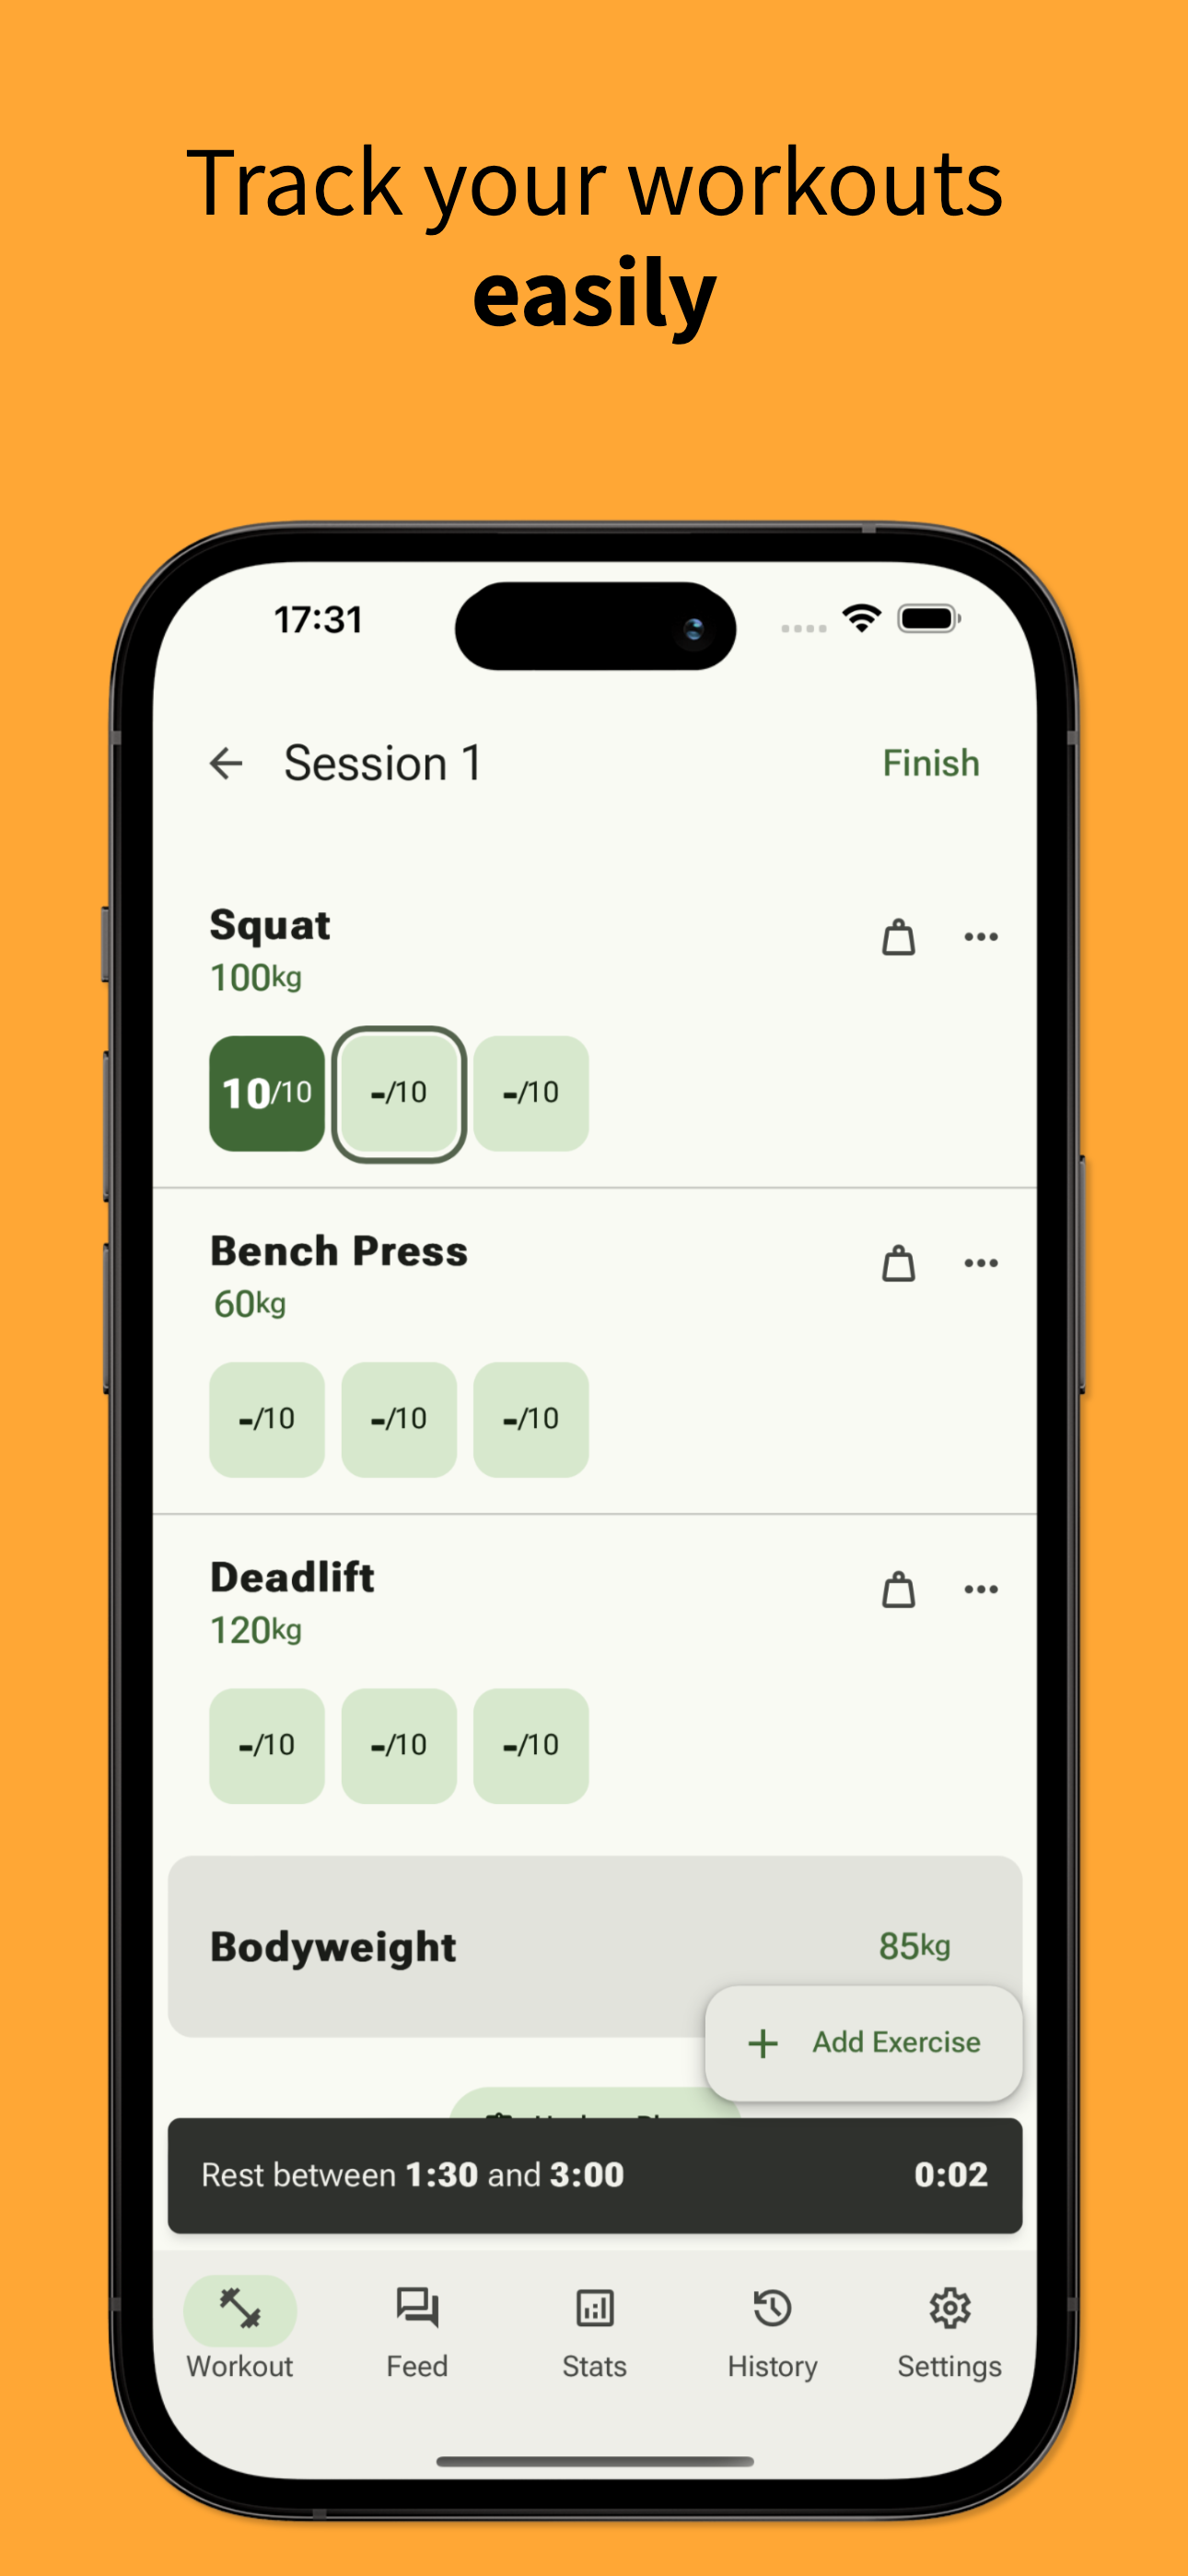 Track your workouts
easily
17:31
Session 1
Finish
Squat
100kg
10/10 -/10 -/10
Bench Press
60kg
-/10 -/10 -/10
Deadlift
120kg
-/10 -/10 -/10
Bodyweight
85kg
+ Add Exercise
Rest between 1:30 and 3:00
0:02
Workout Feed Stats History Settings